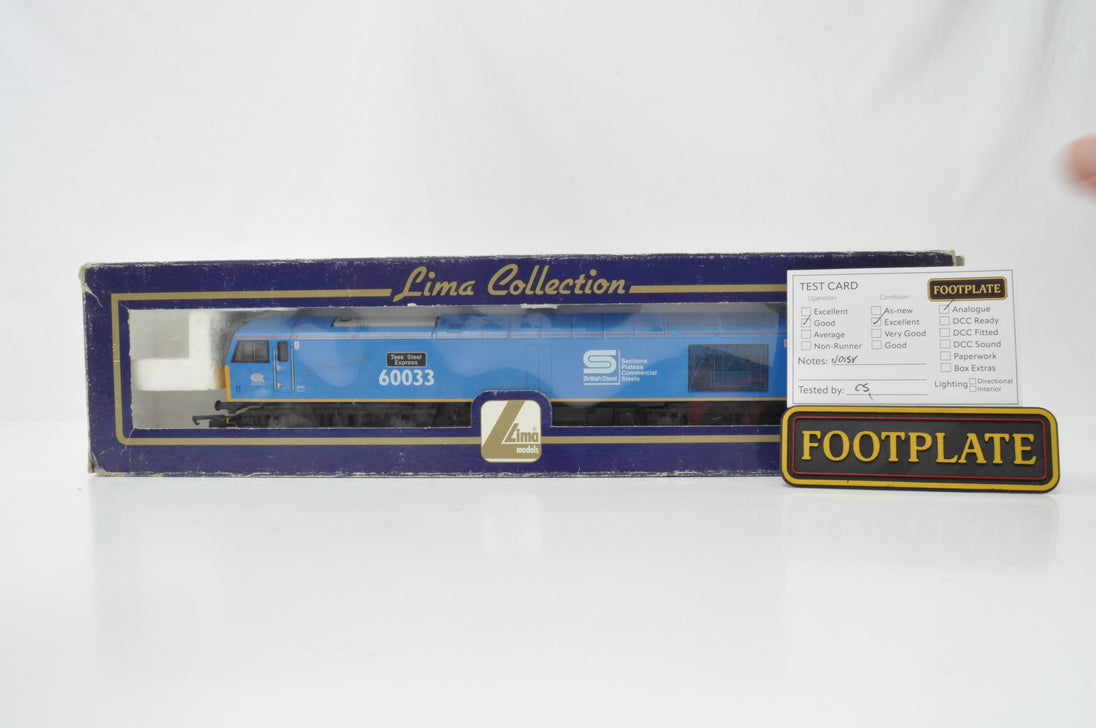 Lima Collection
Tees Steel
Express
60033
British Steel
Sections
Plates &
Commercial
Steels
Lima
models
TEST CARD
FOOTPLATE
Operation
Condition
Excellent
Good
Average
Non-Runner
As-new
Excellent
Very Good
Good
Analogue
DCC Ready
DCC Fitted
DCC Sound
Paperwork
Box Extras
Notes: NOISY
Tested by: CS
Lighting
Directional
Interior
FOOTPLATE